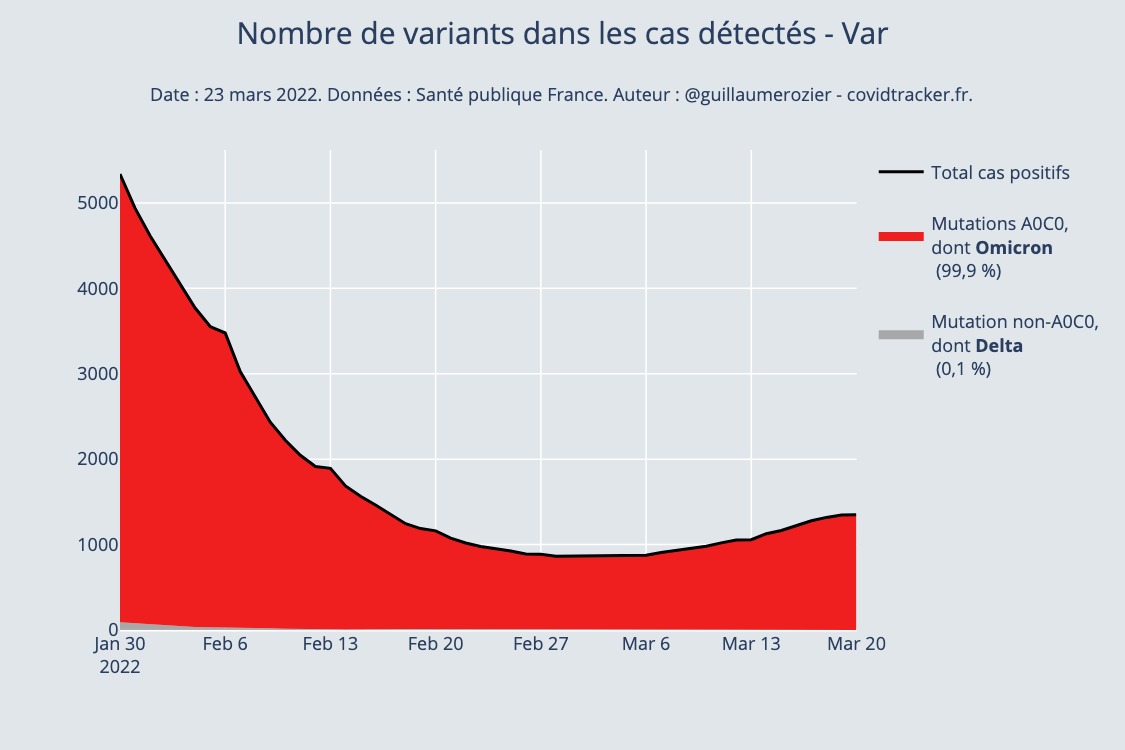 Nombre de variants dans les cas détectés - Var
Date : 23 mars 2022. Données : Santé publique France. Auteur : @guillaumerozier - covidtracker.fr.
5000
4000
3000
2000
1000
0
Jan 30
2022
Feb 6
Feb 13
Feb 20
Feb 27
Mar 6
Mar 13
Mar 20
Total cas positifs
Mutations A0C0,
dont Omicron
(99,9 %)
Mutation non-A0C0,
dont Delta
(0,1 %)